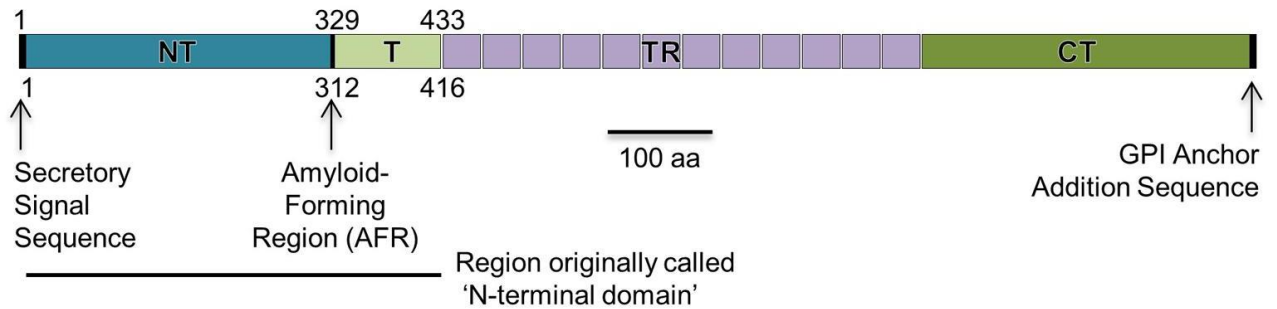 1 329 433
NT T TR CT
1 312 416
100 aa
Secretory
Signal
Sequence
Amyloid-
Forming
Region (AFR)
GPI Anchor
Addition Sequence
Region originally called
‘N-terminal domain’